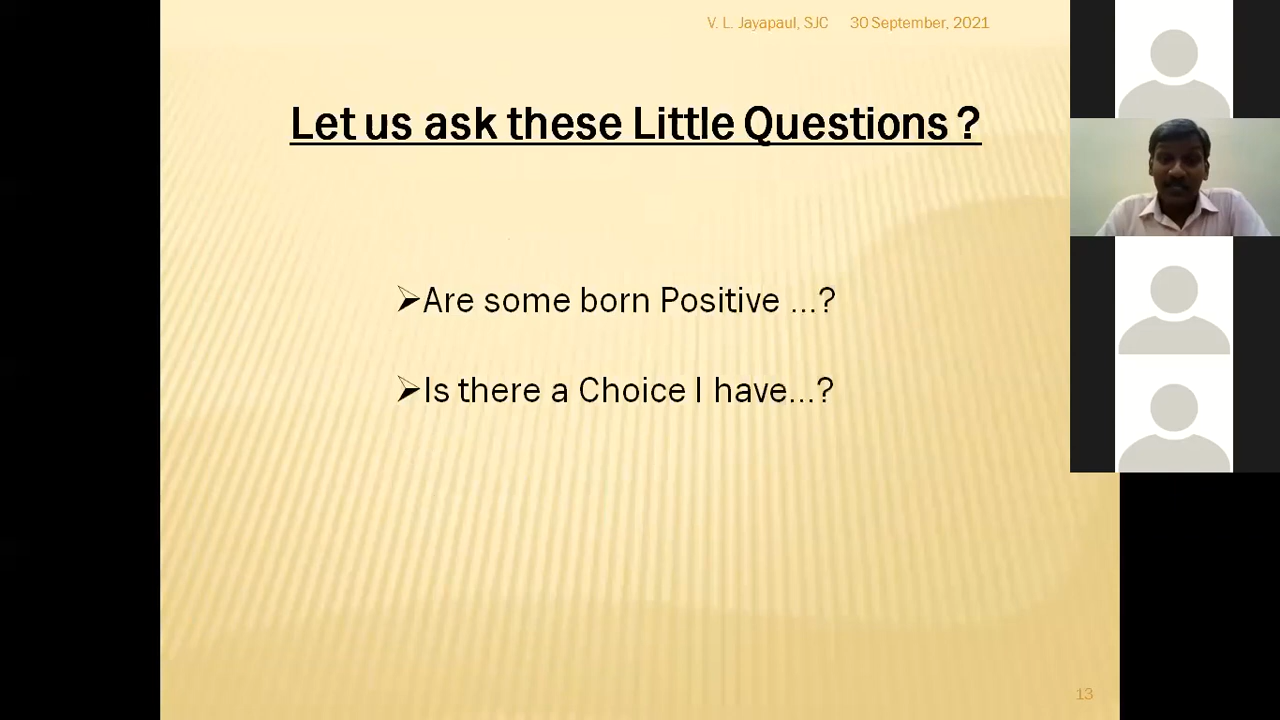 V. L. Jayapaul, SJC 30 September, 2021
Let us ask these Little Questions ?
➢Are some born Positive ...?
➢Is there a Choice I have...?
13